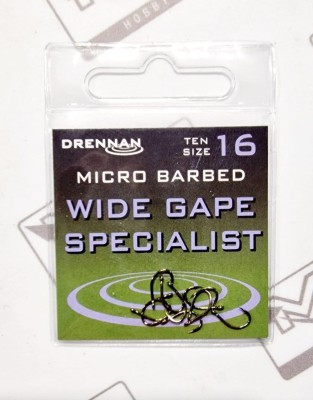 DRENNAN
TEN SIZE 16
MICRO BARBED
WIDE GAPE
SPECIALIST